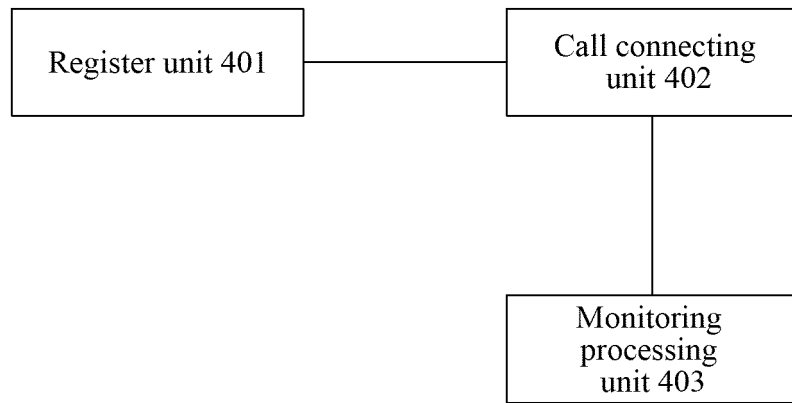 Register unit 401
Call connecting
unit 402
Monitoring
processing
unit 403